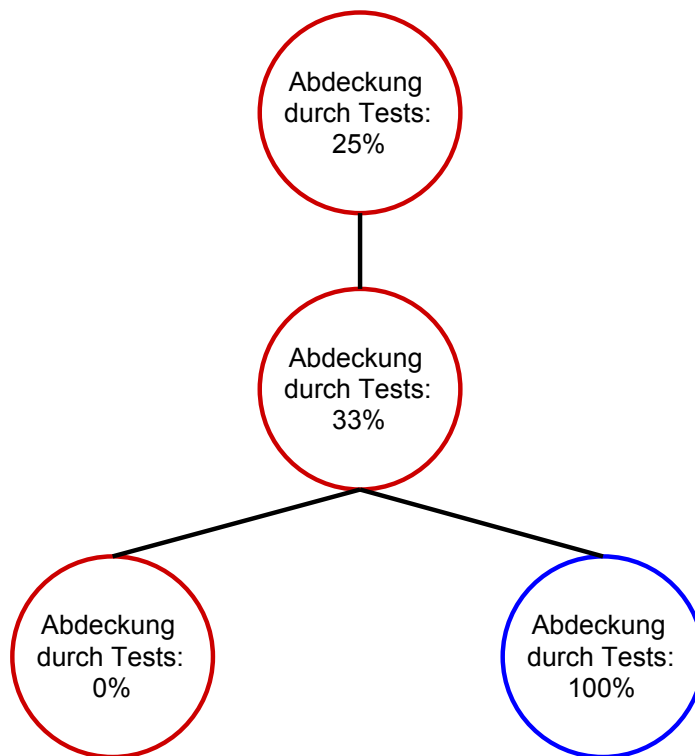 Abdeckung
durch Tests:
25%
Abdeckung
durch Tests:
33%
Abdeckung
durch Tests:
0%
Abdeckung
durch Tests:
100%